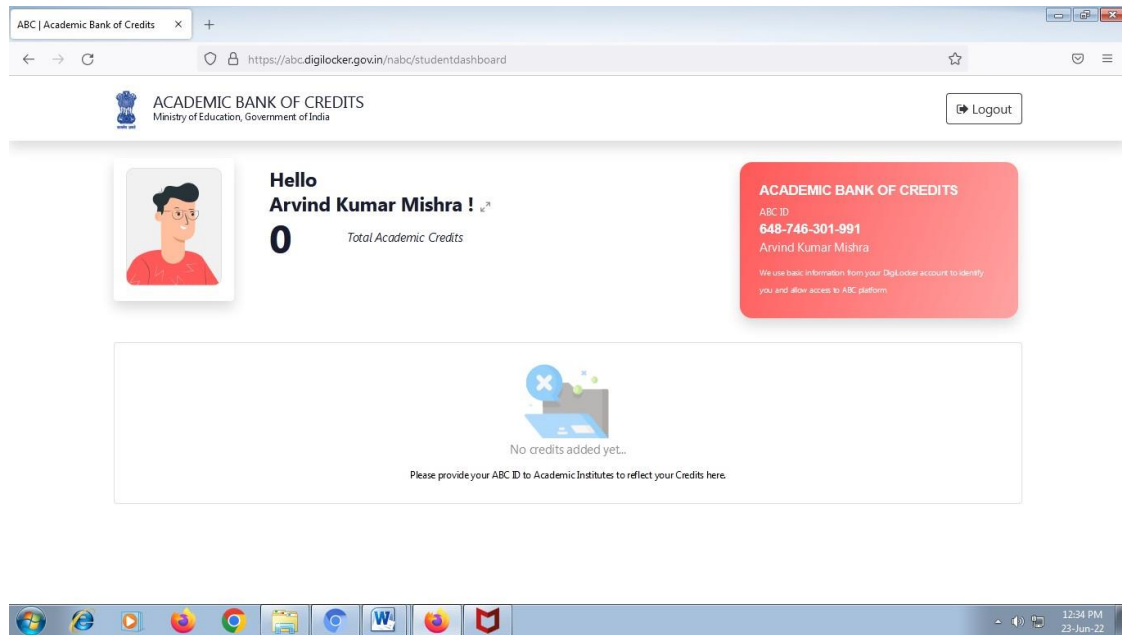 ABC | Academic Bank of Credits
https://abc.digilocker.gov.in/nabc/studentdashboard
ACADEMIC BANK OF CREDITS
Ministry of Education, Government of India
Logout
Hello
Arvind Kumar Mishra !
0 Total Academic Credits
ACADEMIC BANK OF CREDITS
ABC ID
648-746-301-991
Arvind Kumar Mishra
We use basic information from your DigiLocker account to identify
you and allow access to ABC platform
No credits added yet...
Please provide your ABC ID to Academic Institutes to reflect your Credits here.
12:34 PM
23-Jun-22